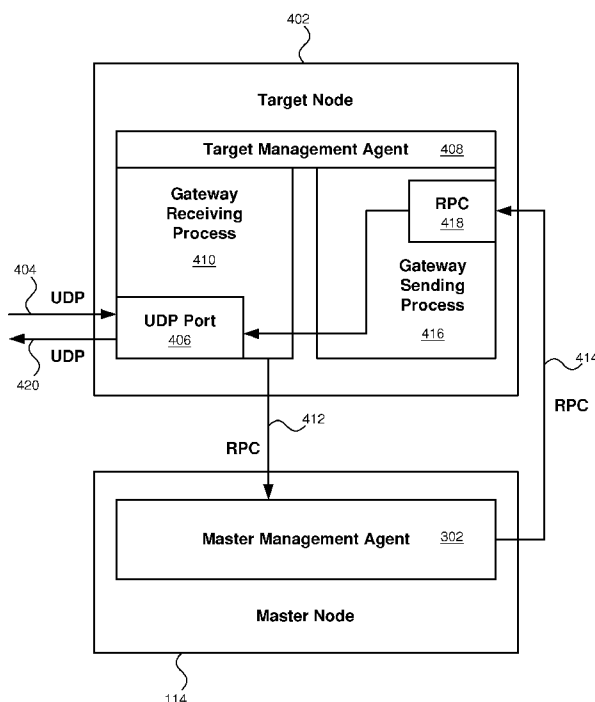 402
Target Node
Target Management Agent 408
Gateway
Receiving
Process
410
RPC
418
Gateway
Sending
Process
416
404
UDP
UDP Port
406
UDP
420
414
RPC
412
RPC
Master Management Agent 302
Master Node
114